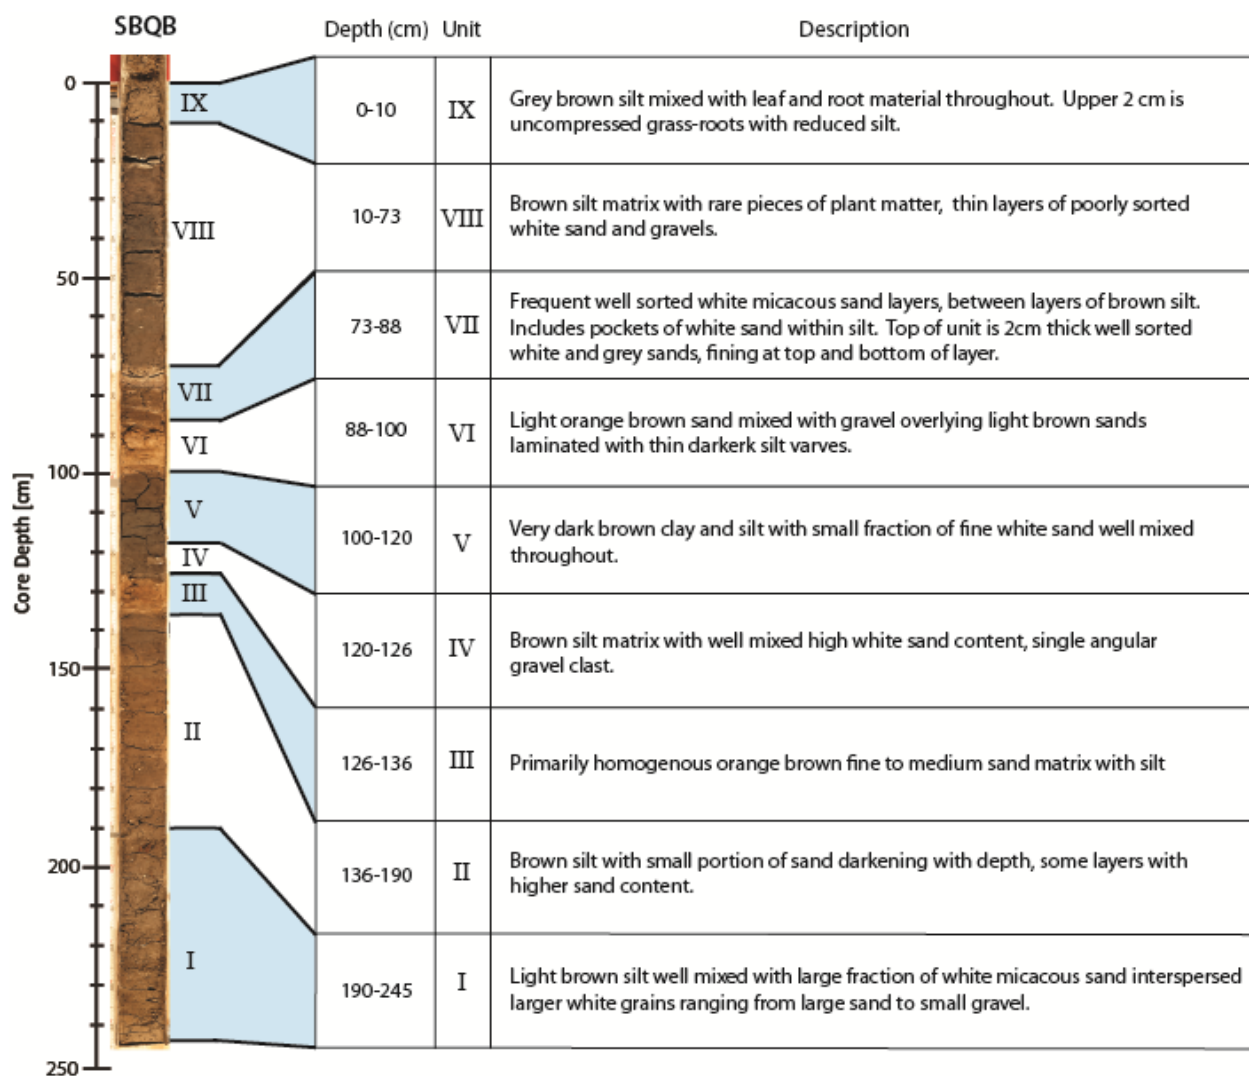 SBQB
Depth (cm) Unit Description
0-10 IX Grey brown silt mixed with leaf and root material throughout. Upper 2 cm is
uncompressed grass-roots with reduced silt.
10-73 VIII Brown silt matrix with rare pieces of plant matter, thin layers of poorly sorted
white sand and gravels.
73-88 VII Frequent well sorted white micacous sand layers, between layers of brown silt.
Includes pockets of white sand within silt. Top of unit is 2cm thick well sorted
white and grey sands, fining at top and bottom of layer.
88-100 VI Light orange brown sand mixed with gravel overlying light brown sands
laminated with thin darkerk silt varves.
100-120 V Very dark brown clay and silt with small fraction of fine white sand well mixed
throughout.
120-126 IV Brown silt matrix with well mixed high white sand content, single angular
gravel clast.
126-136 III Primarily homogenous orange brown fine to medium sand matrix with silt
136-190 II Brown silt with small portion of sand darkening with depth, some layers with
higher sand content.
190-245 I Light brown silt well mixed with large fraction of white micacous sand interspersed
larger white grains ranging from large sand to small gravel.
Core Depth [cm]
0
50
100
150
200
250
IX
VIII
VII
VI
V
IV
III
II
I